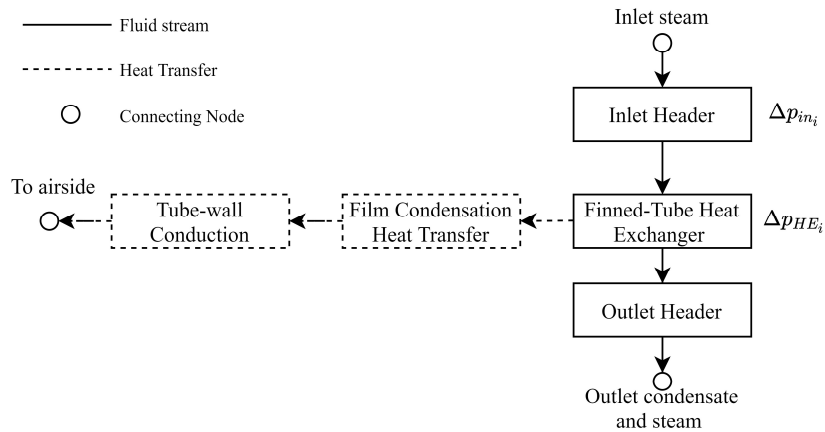 Fluid stream
Heat Transfer
Connecting Node
Inlet steam
Inlet Header
Δp_{in_i}
To airside
Tube-wall
Conduction
Film Condensation
Heat Transfer
Finned-Tube Heat
Exchanger
Δp_{HE_i}
Outlet Header
Outlet condensate
and steam